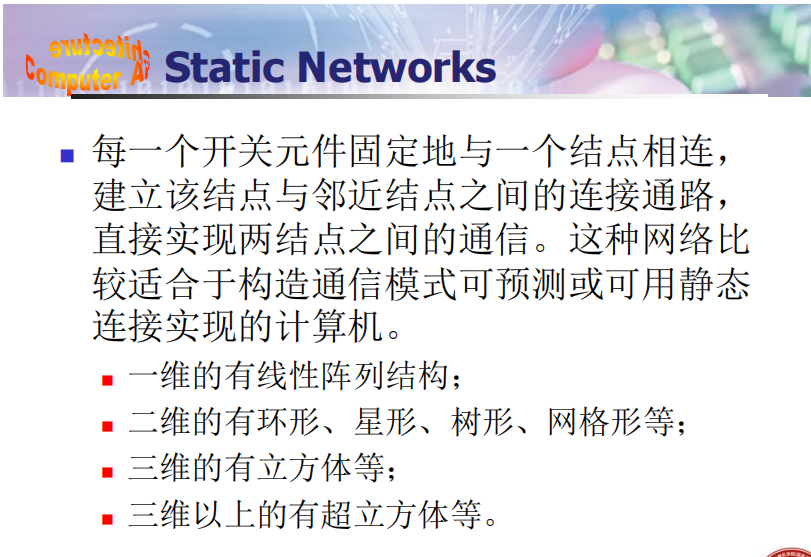 Computer Architecture
Static Networks
每一个开关元件固定地与一个结点相连，
建立该结点与邻近结点之间的连接通路，
直接实现两结点之间的通信。这种网络比
较适合于构造通信模式可预测或可用静态
连接实现的计算机。
一维的有线性阵列结构；
二维的有环形、星形、树形、网格形等；
三维的有立方体等；
三维以上的有超立方体等。